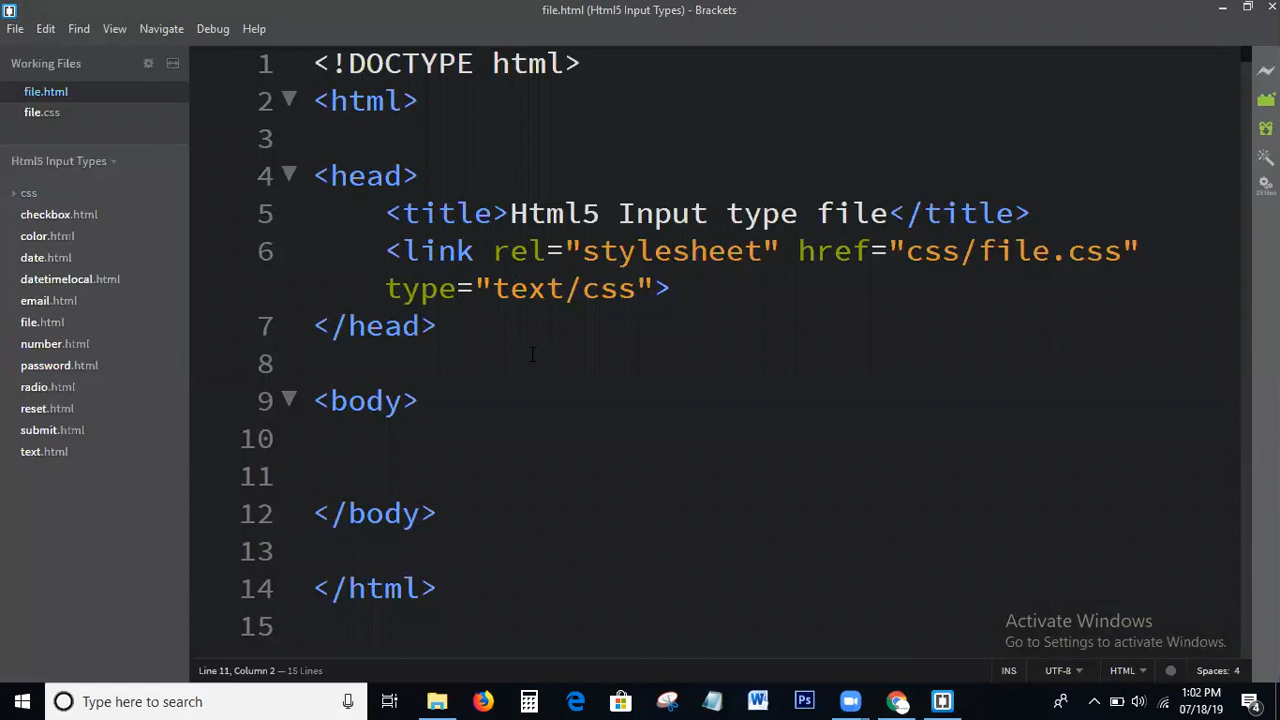 file.html (Html5 Input Types) - Brackets
File Edit Find View Navigate Debug Help
Working Files
file.html
file.css
Html5 Input Types
css
checkbox.html
color.html
date.html
datetimelocal.html
email.html
file.html
number.html
password.html
radio.html
reset.html
submit.html
text.html
1 <!DOCTYPE html>
2 <html>
3
4 <head>
5 <title>Html5 Input type file</title>
6 <link rel="stylesheet" href="css/file.css"
type="text/css">
7 </head>
8
9 <body>
10
11
12 </body>
13
14 </html>
15
Activate Windows
Go to Settings to activate Windows.
Line 11, Column 2 — 15 Lines
INS UTF-8 HTML Spaces: 4
Type here to search
1:02 PM
07/18/19
4